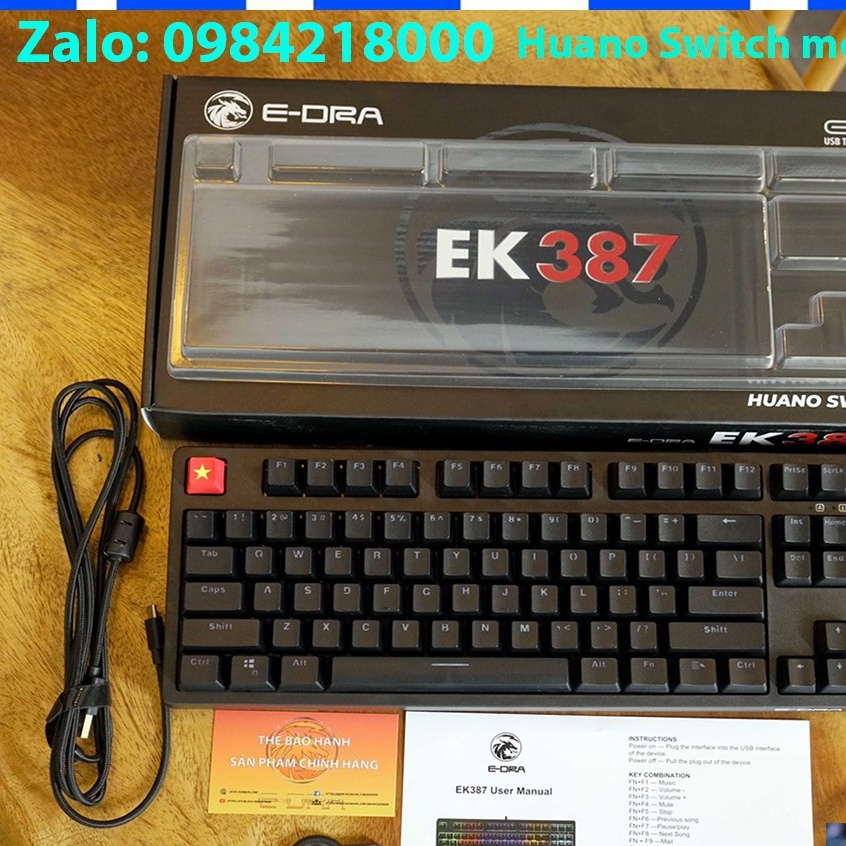 Zalo: 0984218000 Huano Switch
E-DRA
USB
EK387
HUANO
E-DRA EK38
F1 F2 F3 F4 F5 F6 F7 F8 F9 F10 F11 F12 PrtSc
Ins Home
Tab Q W E R T Y U I O P [{ ]} \|
Del End
Caps A S D F G H J K L Enter
Shift Z X C V B N M Shift
Ctrl Alt Alt Fn Ctrl
THẺ BẢO HÀNH
SẢN PHẨM CHÍNH HÃNG
E-DRA
EK387 User Manual
INSTRUCTIONS
Power on — Plug the interface into the USB interface
of the device.
Power off — Pull the plug out of the device.
KEY COMBINATION
FN+F1 — Music
FN+F2 — Volume -
FN+F3 — Volume +
FN+F4 — Mute
FN+F5 — Stop
FN+F6 —Previous song
FN+F7 —Pause/play
FN+F8 — Next Song
FN + F9 —Mail